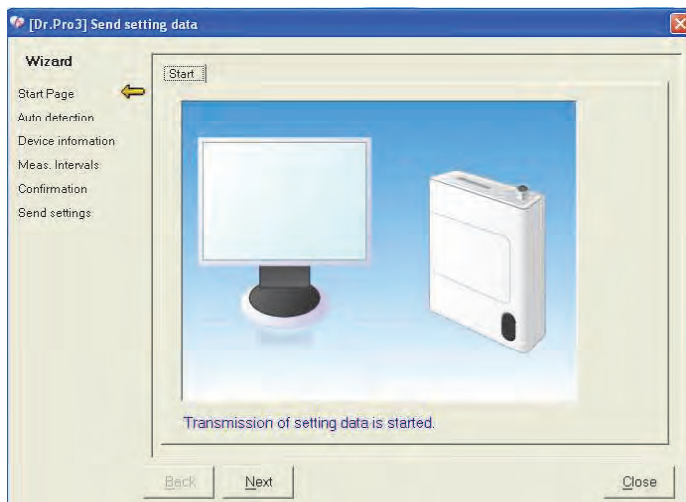 [Dr.Pro3] Send setting data
Wizard
Start Page
Auto detection
Device infomation
Meas. Intervals
Confirmation
Send settings
Start
Transmission of setting data is started.
Back
Next
Close